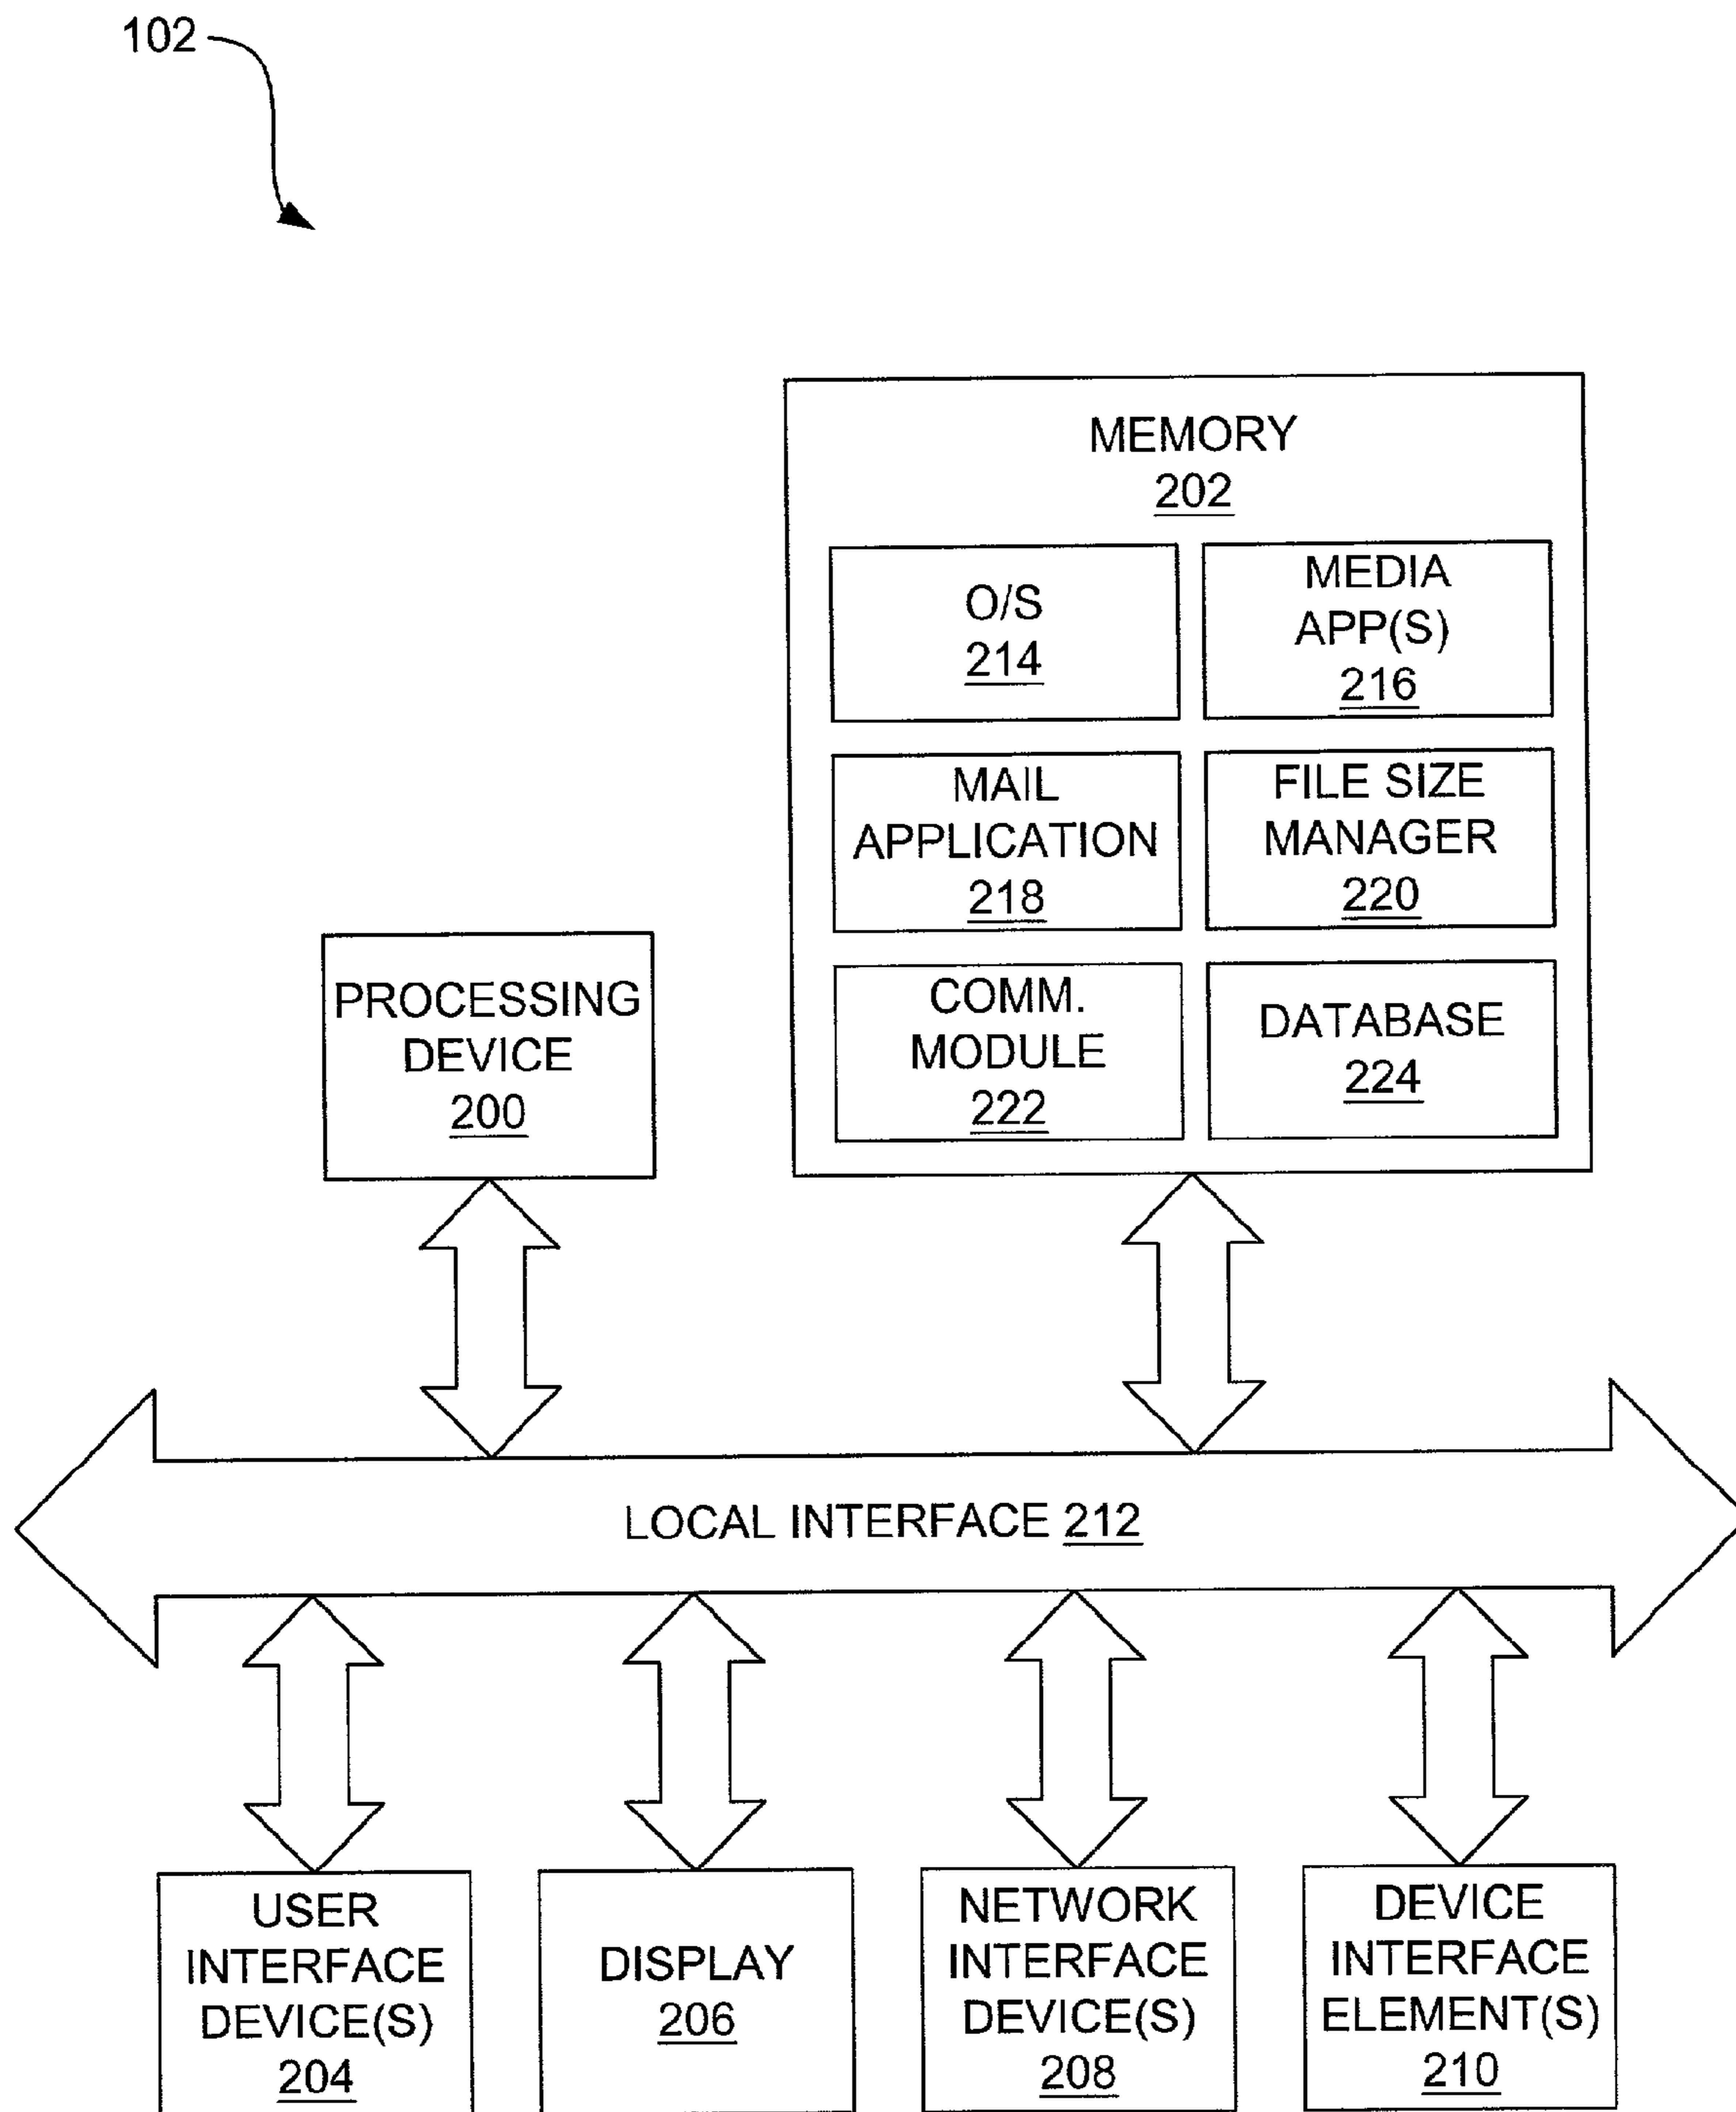 102
MEMORY
202
O/S
214
MEDIA
APP(S)
216
MAIL
APPLICATION
218
FILE SIZE
MANAGER
220
COMM.
MODULE
222
DATABASE
224
PROCESSING
DEVICE
200
LOCAL INTERFACE 212
USER
INTERFACE
DEVICE(S)
204
DISPLAY
206
NETWORK
INTERFACE
DEVICE(S)
208
DEVICE
INTERFACE
ELEMENT(S)
210